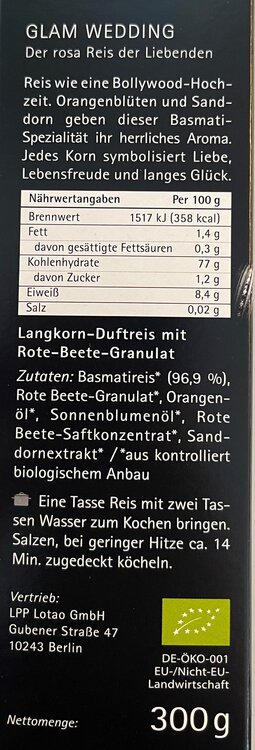 GLAM WEDDING
Der rosa Reis der Liebenden
Reis wie eine Bollywood-Hoch-
zeit. Orangenblüten und Sand-
dorn geben dieser Basmati-
Spezialität ihr herrliches Aroma.
Jedes Korn symbolisiert Liebe,
Lebensfreude und langes Glück.
Nährwertangaben Per 100 g
Brennwert 1517 kJ (358 kcal)
Fett 1,4 g
davon gesättigte Fettsäuren 0,3 g
Kohlenhydrate 77 g
davon Zucker 1,2 g
Eiweiß 8,4 g
Salz 0,02 g
Langkorn-Duftreis mit
Rote-Beete-Granulat
Zutaten: Basmatireis* (96,9 %),
Rote Beete-Granulat*, Orangen-
öl*, Sonnenblumenöl*, Rote
Beete-Saftkonzentrat*, Sand-
dornextrakt* /*aus kontrolliert
biologischem Anbau
Eine Tasse Reis mit zwei Tas-
sen Wasser zum Kochen bringen.
Salzen, bei geringer Hitze ca. 14
Min. zugedeckt köcheln.
Vertrieb:
LPP Lotao GmbH
Gubener Straße 47
10243 Berlin
DE-ÖKO-001
EU-/Nicht-EU-
Landwirtschaft
Nettomenge: 300 g